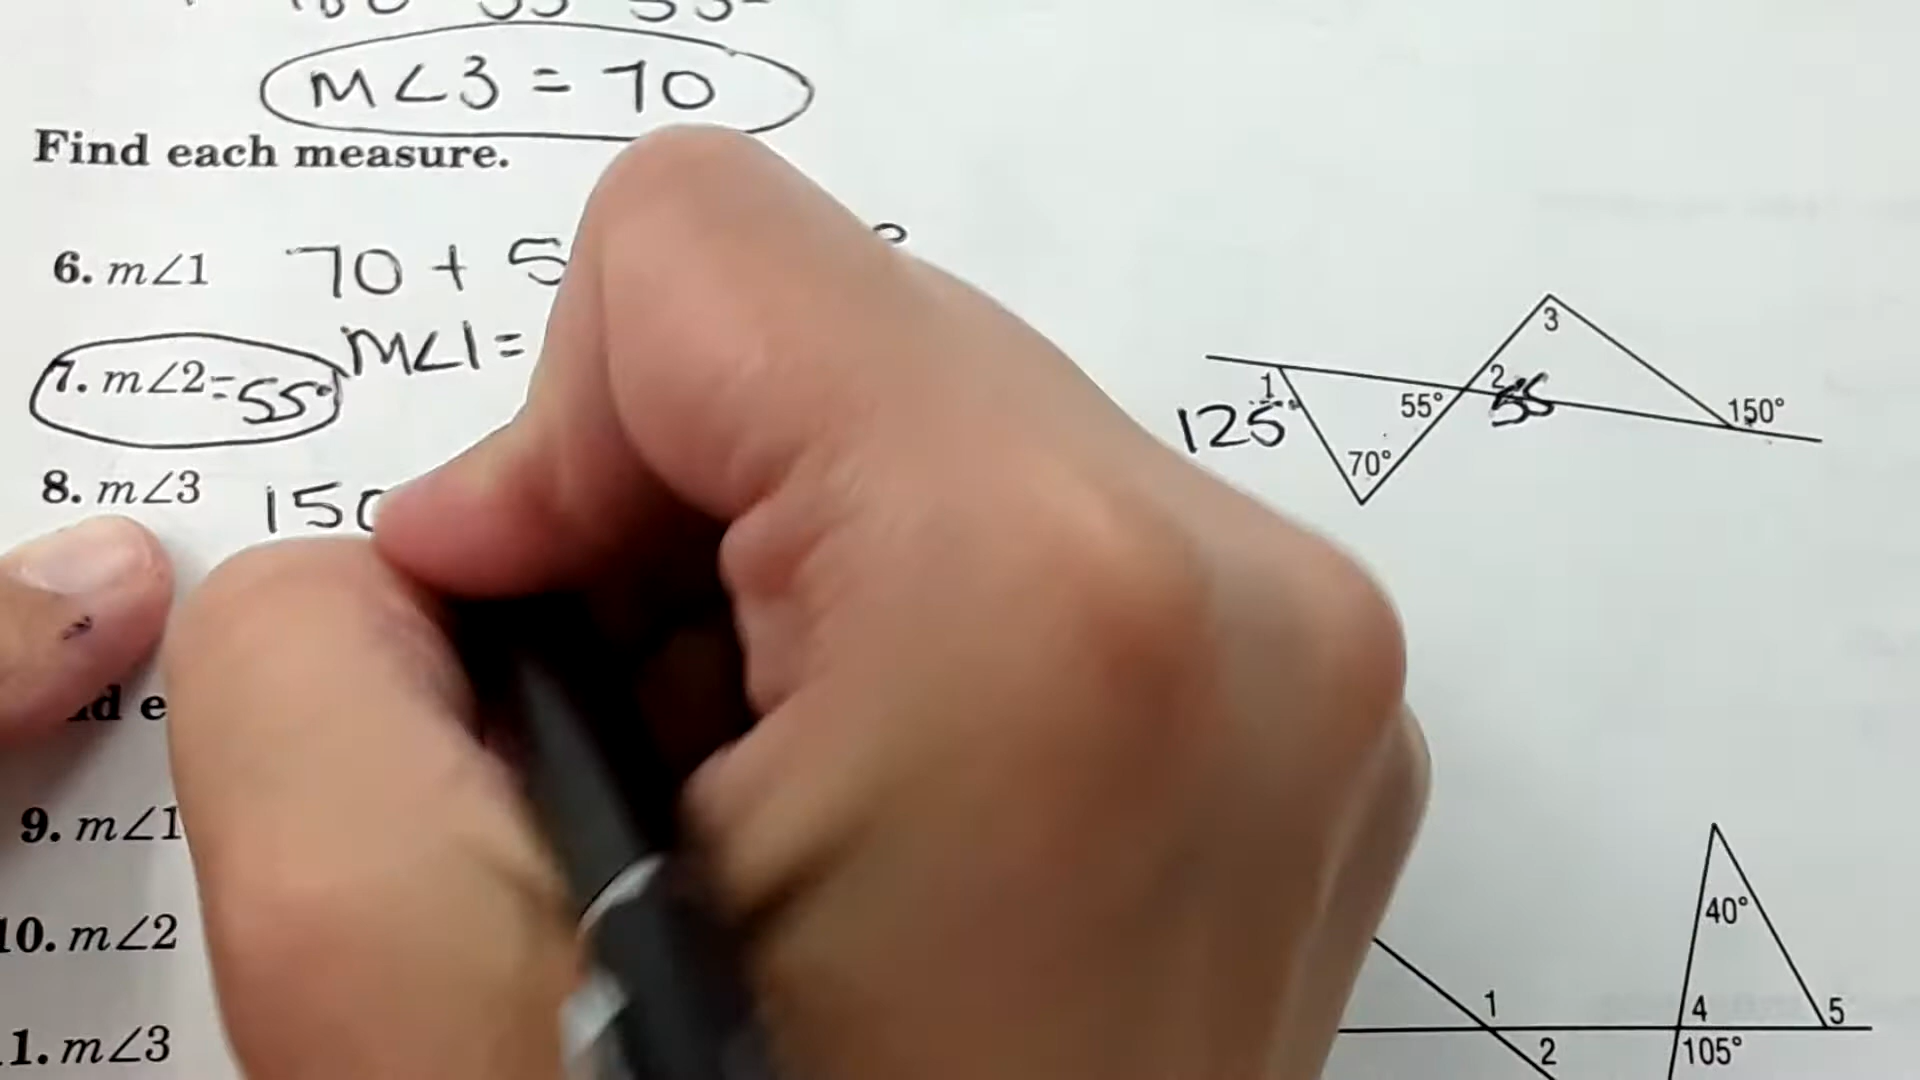 m∠3 = 70
Find each measure.
6. m∠1 70 + 5
m∠1 =
7. m∠2 = 55°
8. m∠3 150
3
1
2
125°
55°
55
150°
70°
9. m∠1
10. m∠2
1. m∠3
40°
1
4
5
2
105°